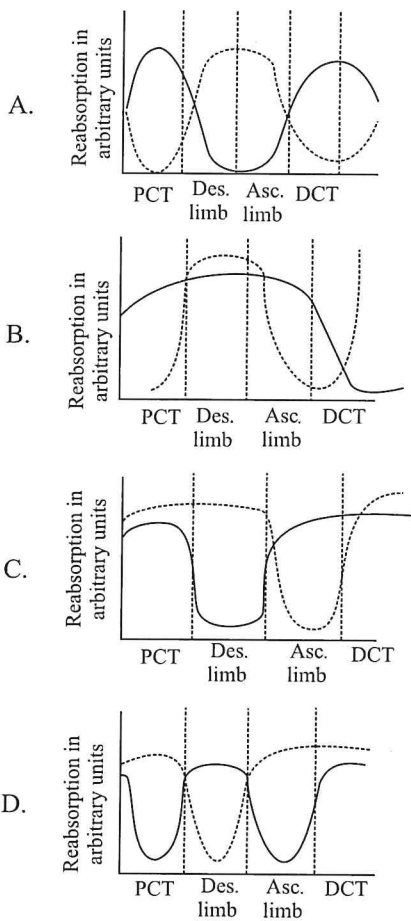 A.
Reabsorption in
arbitrary units
PCT Des. limb Asc. limb DCT
B.
Reabsorption in
arbitrary units
PCT Des. limb Asc. limb DCT
C.
Reabsorption in
arbitrary units
PCT Des. limb Asc. limb DCT
D.
Reabsorption in
arbitrary units
PCT Des. limb Asc. limb DCT